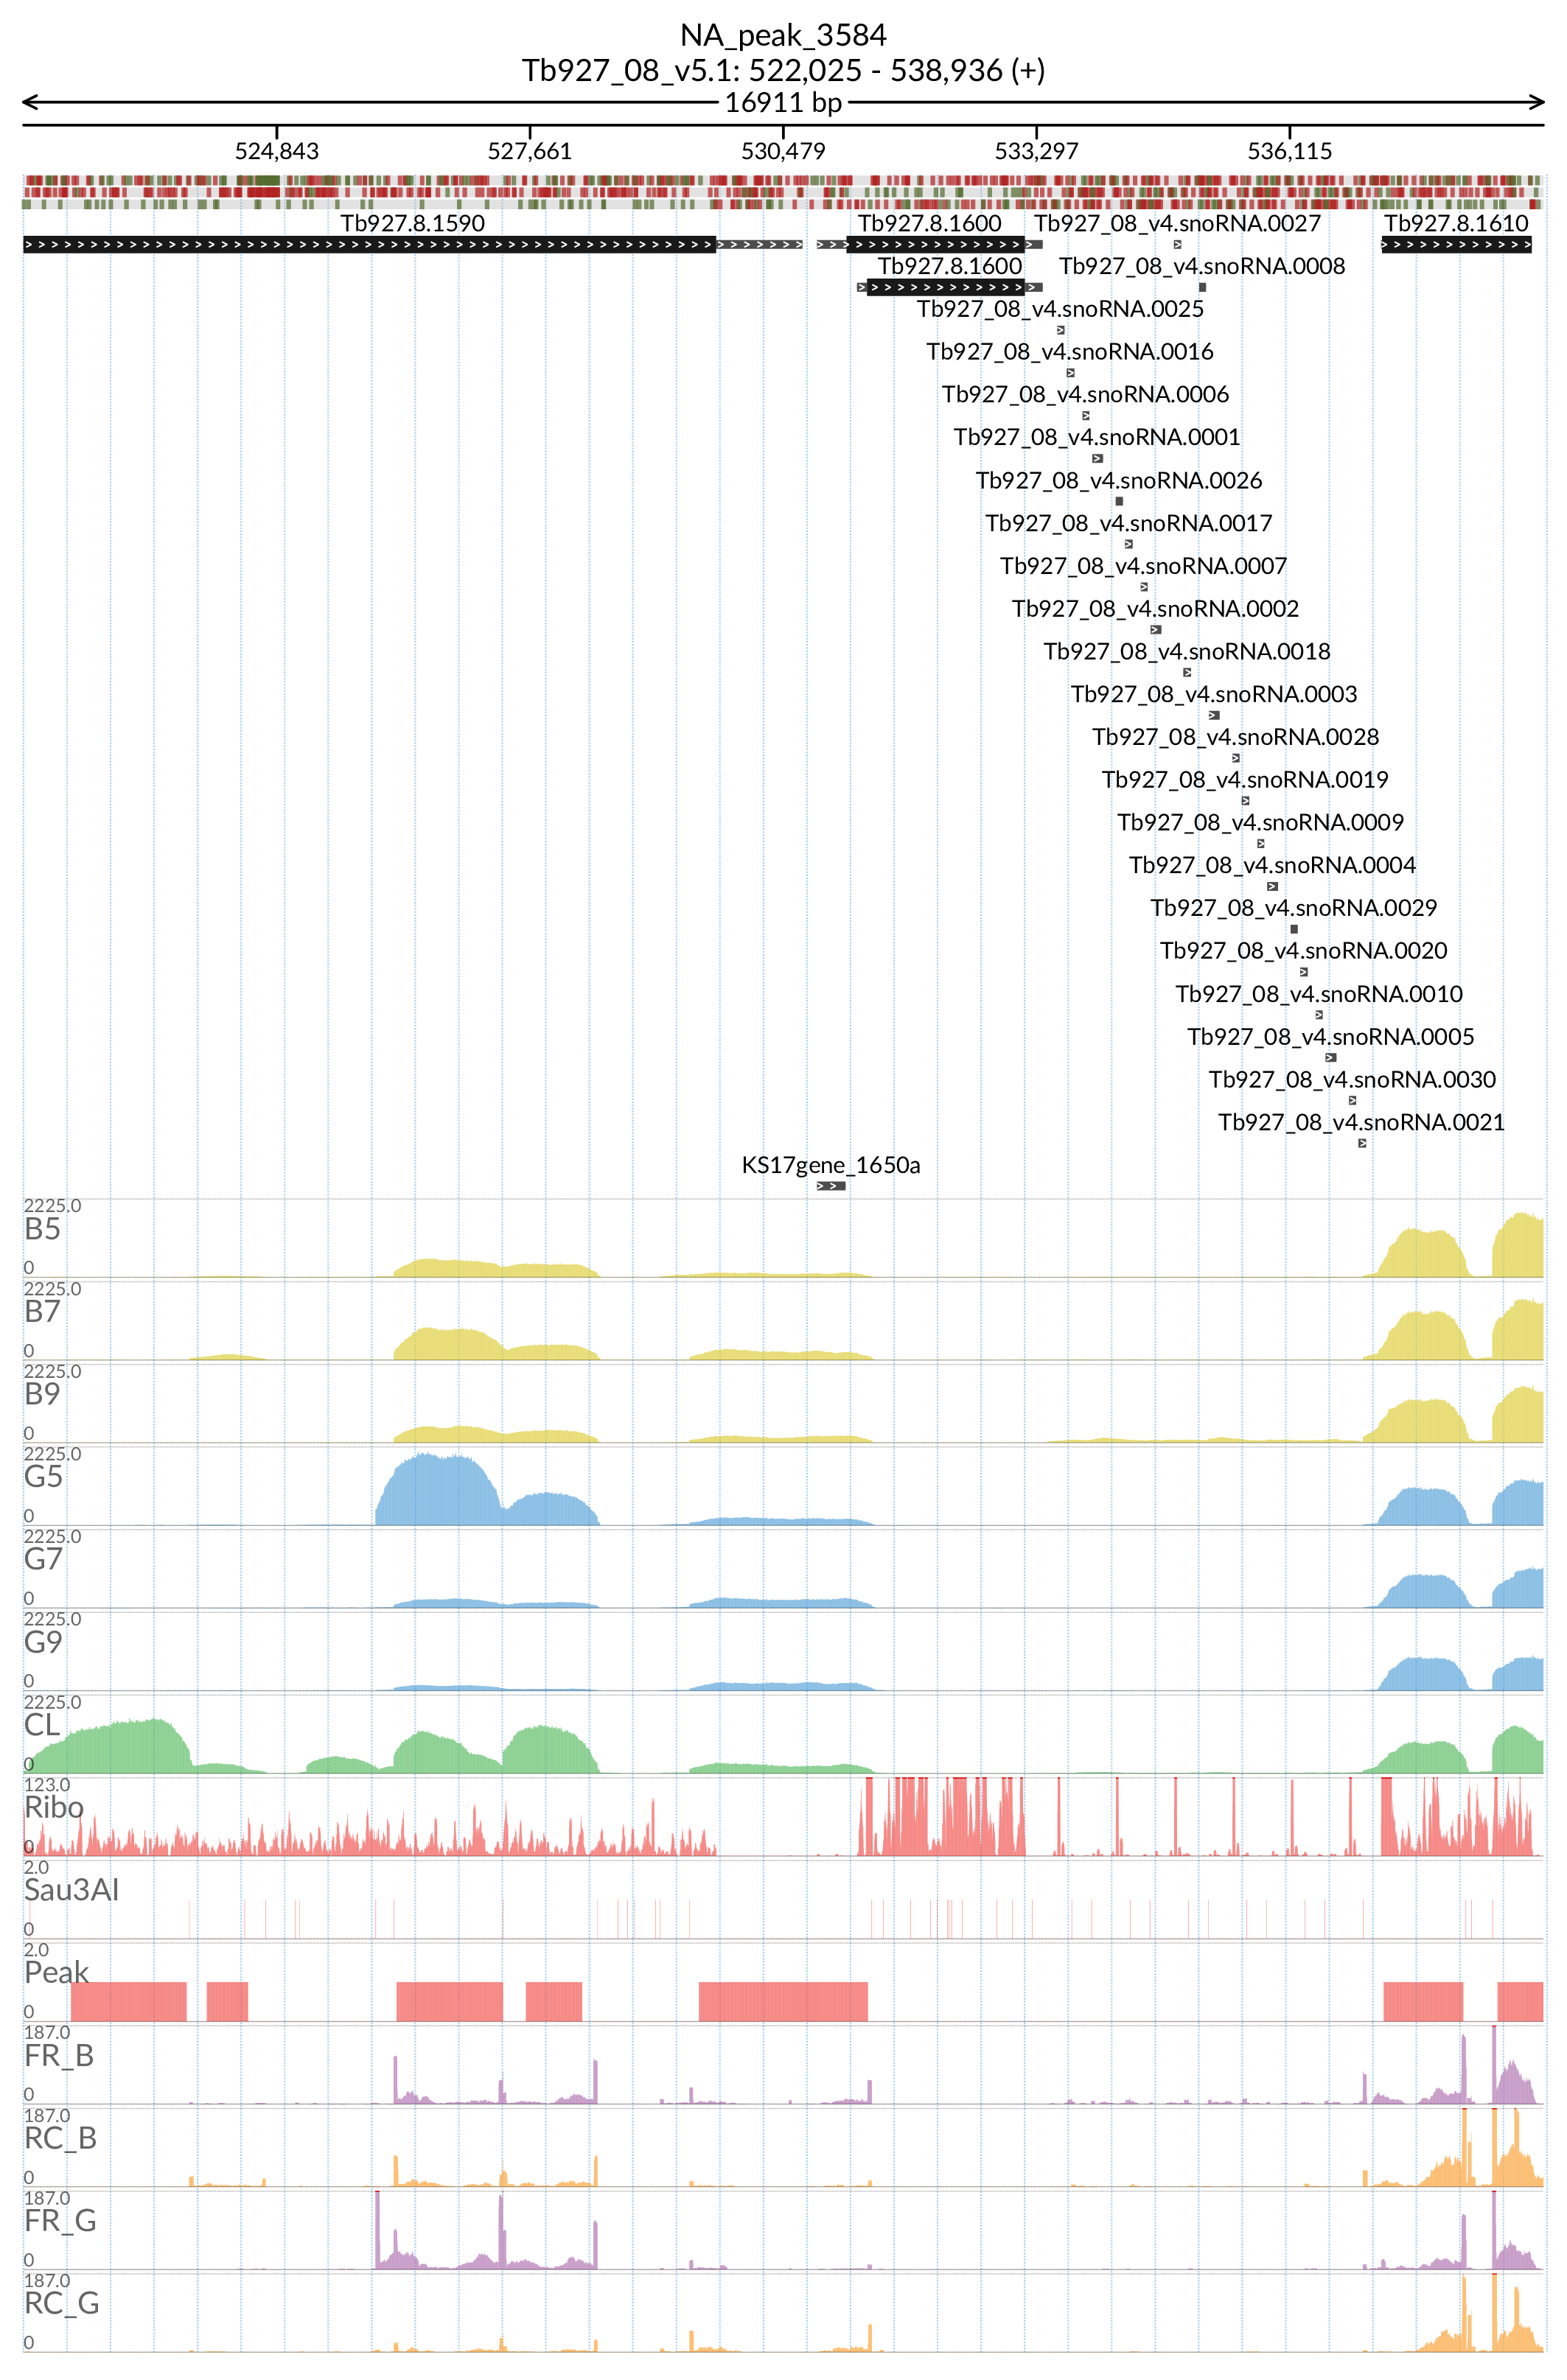 NA_peak_3584
Tb927_08_v5.1: 522,025 - 538,936 (+)
16911 bp
524,843 527,661 530,479 533,297 536,115
Tb927.8.1590 Tb927.8.1600 Tb927_08_v4.snoRNA.0027 Tb927.8.1610
Tb927.8.1600 Tb927_08_v4.snoRNA.0008
Tb927_08_v4.snoRNA.0025
Tb927_08_v4.snoRNA.0016
Tb927_08_v4.snoRNA.0006
Tb927_08_v4.snoRNA.0001
Tb927_08_v4.snoRNA.0026
Tb927_08_v4.snoRNA.0017
Tb927_08_v4.snoRNA.0007
Tb927_08_v4.snoRNA.0002
Tb927_08_v4.snoRNA.0018
Tb927_08_v4.snoRNA.0003
Tb927_08_v4.snoRNA.0028
Tb927_08_v4.snoRNA.0019
Tb927_08_v4.snoRNA.0009
Tb927_08_v4.snoRNA.0004
Tb927_08_v4.snoRNA.0029
Tb927_08_v4.snoRNA.0020
Tb927_08_v4.snoRNA.0010
Tb927_08_v4.snoRNA.0005
Tb927_08_v4.snoRNA.0030
Tb927_08_v4.snoRNA.0021
KS17gene_1650a
2225.0
B5
0
2225.0
B7
0
2225.0
B9
0
2225.0
G5
0
2225.0
G7
0
2225.0
G9
0
2225.0
CL
0
123.0
Ribo
0
2.0
Sau3AI
0
2.0
Peak
0
187.0
FR_B
0
187.0
RC_B
0
187.0
FR_G
0
187.0
RC_G
0